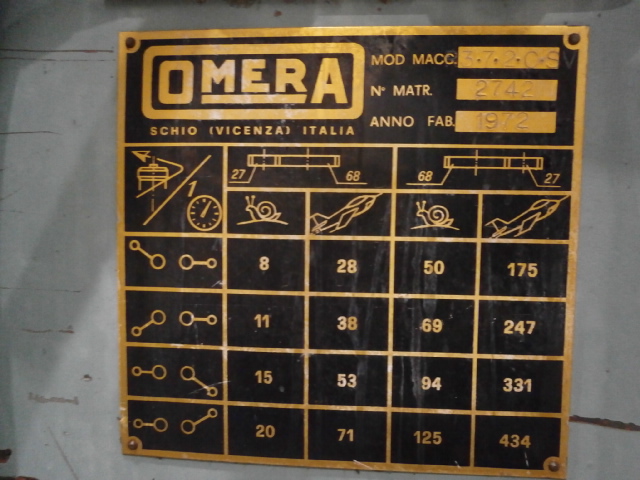 OMERA
SCHIO (VICENZA) ITALIA
MOD MACC. 3.7.2.C.SV
N° MATR. 2742
ANNO FAB. 1972
1
27 68 68 27
8 28 50 175
11 38 69 247
15 53 94 331
20 71 125 434